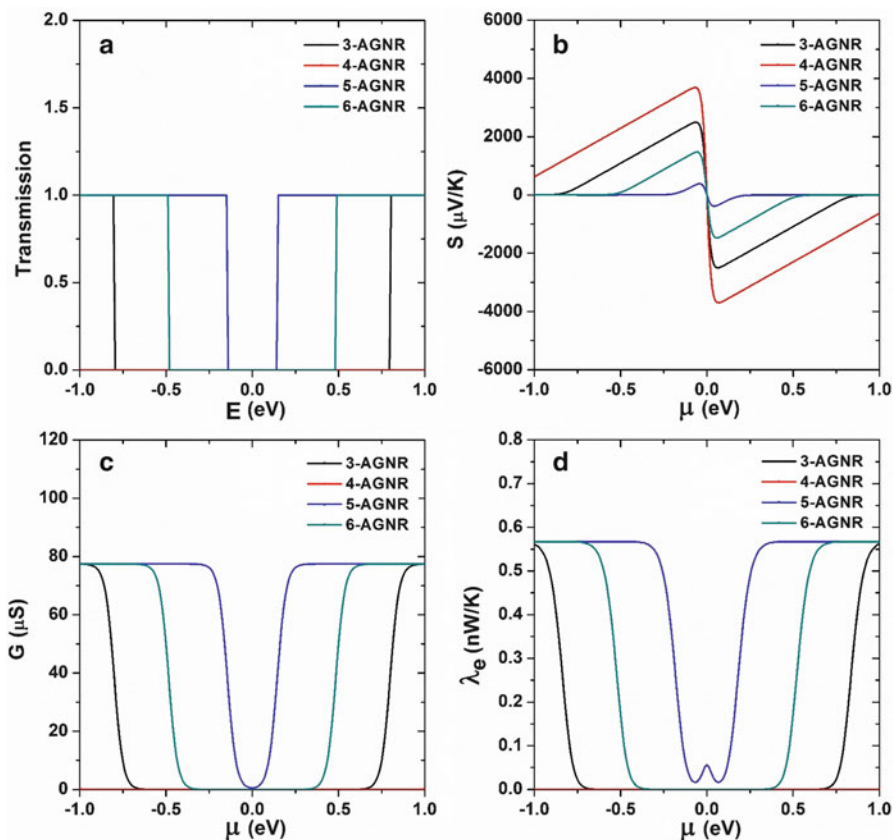 a
3-AGNR
4-AGNR
5-AGNR
6-AGNR
Transmission
2.0
1.5
1.0
0.5
0.0
-1.0 -0.5 0.0 0.5 1.0
E (eV)
b
3-AGNR
4-AGNR
5-AGNR
6-AGNR
S (μV/K)
6000
4000
2000
0
-2000
-4000
-6000
-1.0 -0.5 0.0 0.5 1.0
μ (eV)
c
3-AGNR
4-AGNR
5-AGNR
6-AGNR
G (μS)
120
100
80
60
40
20
0
-1.0 -0.5 0.0 0.5 1.0
μ (eV)
d
3-AGNR
4-AGNR
5-AGNR
6-AGNR
λe (nW/K)
0.8
0.7
0.6
0.5
0.4
0.3
0.2
0.1
0.0
-1.0 -0.5 0.0 0.5 1.0
μ (eV)